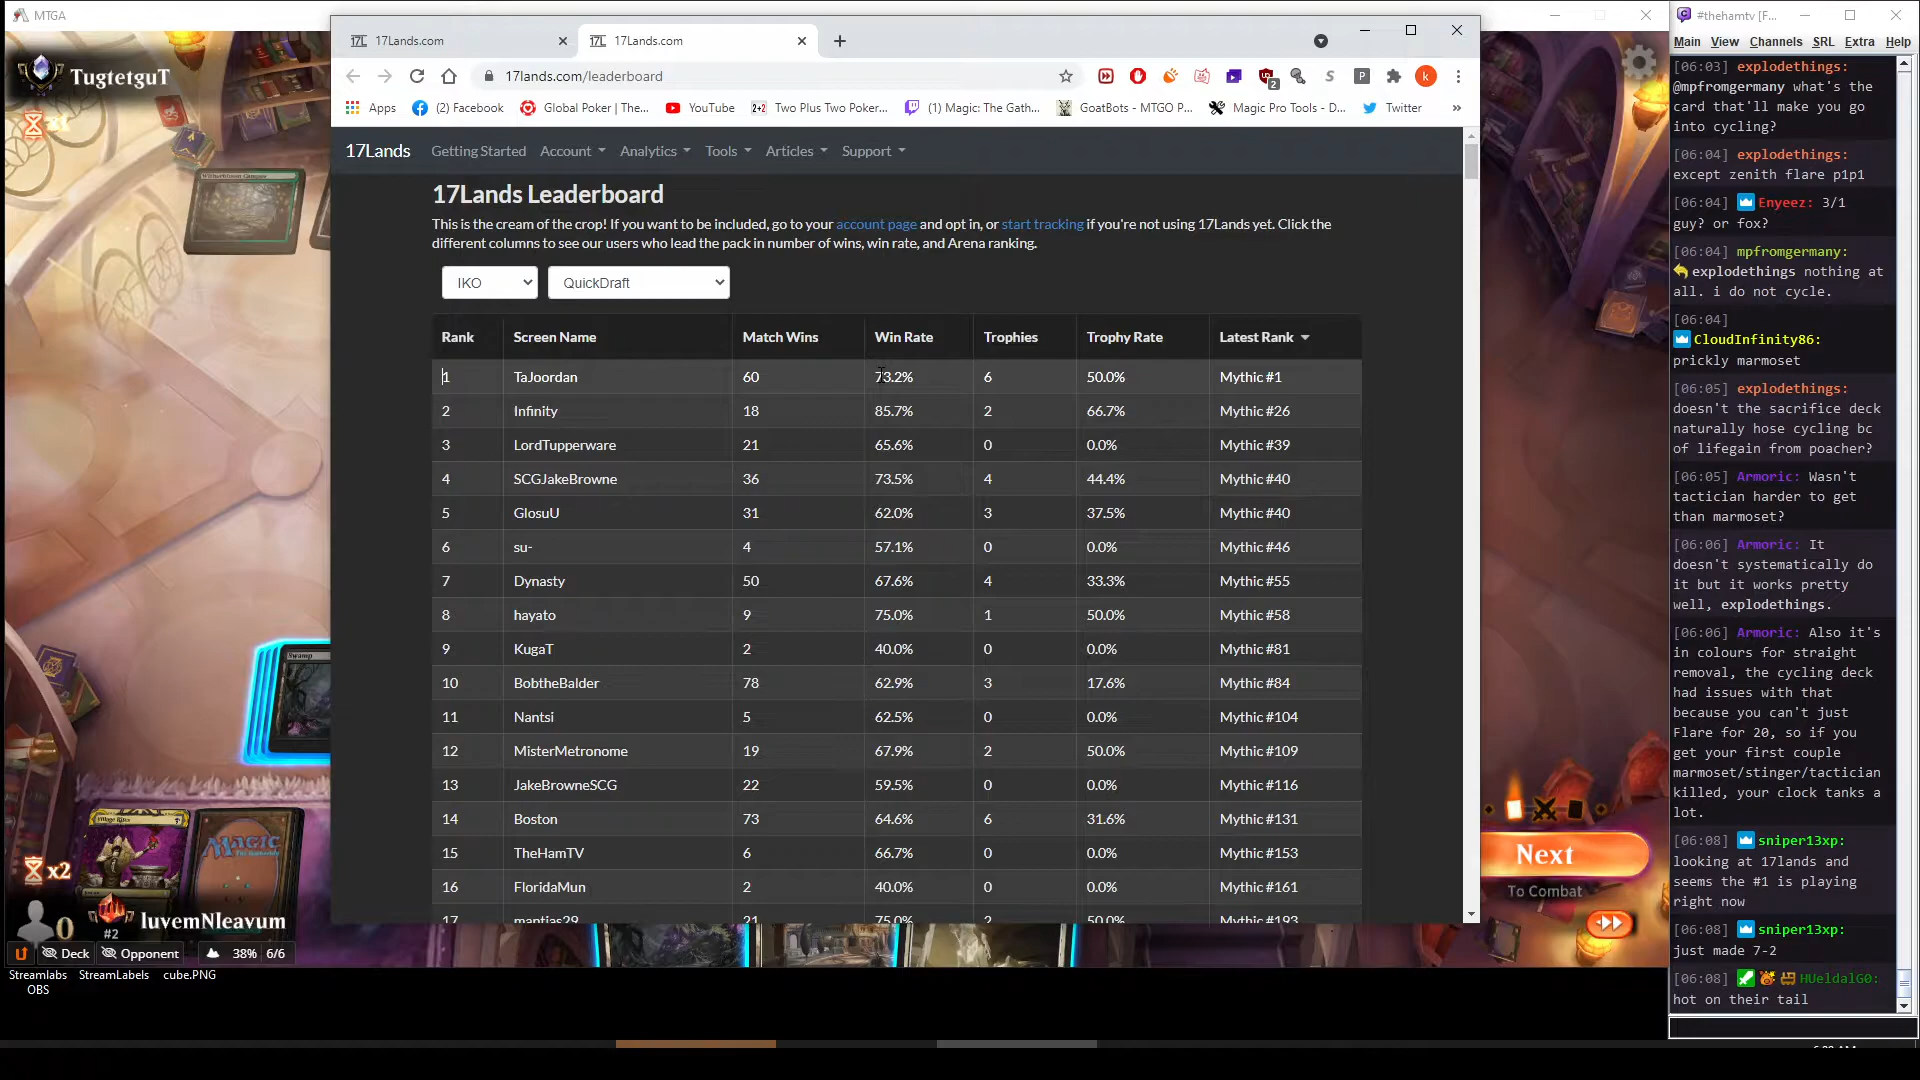 MTGA
TugtetguT
17Lands.com
17Lands.com
17lands.com/leaderboard
Apps
(2) Facebook
Global Poker | The...
YouTube
2+2 Two Plus Two Poker...
(1) Magic: The Gath...
GoatBots - MTGO P...
Magic Pro Tools - D...
Twitter
»
17Lands Getting Started Account Analytics Tools Articles Support
17Lands Leaderboard
This is the cream of the crop! If you want to be included, go to your account page and opt in, or start tracking if you're not using 17Lands yet. Click the
different columns to see our users who lead the pack in number of wins, win rate, and Arena ranking.
IKO QuickDraft
Rank Screen Name Match Wins Win Rate Trophies Trophy Rate Latest Rank
1 TaJoordan 60 73.2% 6 50.0% Mythic #1
2 Infinity 18 85.7% 2 66.7% Mythic #26
3 LordTupperware 21 65.6% 0 0.0% Mythic #39
4 SCGJakeBrowne 36 73.5% 4 44.4% Mythic #40
5 GlosuU 31 62.0% 3 37.5% Mythic #40
6 su- 4 57.1% 0 0.0% Mythic #46
7 Dynasty 50 67.6% 4 33.3% Mythic #55
8 hayato 9 75.0% 1 50.0% Mythic #58
9 KugaT 2 40.0% 0 0.0% Mythic #81
10 BobtheBalder 78 62.9% 3 17.6% Mythic #84
11 Nantsi 5 62.5% 0 0.0% Mythic #104
12 MisterMetronome 19 67.9% 2 50.0% Mythic #109
13 JakeBrowneSCG 22 59.5% 0 0.0% Mythic #116
14 Boston 73 64.6% 6 31.6% Mythic #131
15 TheHamTV 6 66.7% 0 0.0% Mythic #153
16 FloridaMun 2 40.0% 0 0.0% Mythic #161
17 mantias29 21 75.0% 2 50.0% Mythic #193
Swamp
Village Rites
x2
0
#2
luvemNleavum
Deck Opponent 38% 6/6
Streamlabs
OBS
StreamLabels
cube.PNG
Next
To Combat
#thehamtv [F...
Main View Channels SRL Extra Help
[06:03] explodethings:
@mpfromgermany what's the
card that'll make you go
into cycling?
[06:04] explodethings:
except zenith flare p1p1
[06:04] Enyeez: 3/1
guy? or fox?
[06:04] mpfromgermany:
explodethings nothing at
all. i do not cycle.
[06:04]
CloudInfinity86:
prickly marmoset
[06:05] explodethings:
doesn't the sacrifice deck
naturally hose cycling bc
of lifegain from poacher?
[06:05] Armoric: Wasn't
tactician harder to get
than marmoset?
[06:06] Armoric: It
doesn't systematically do
it but it works pretty
well, explodethings.
[06:06] Armoric: Also it's
in colours for straight
removal, the cycling deck
had issues with that
because you can't just
Flare for 20, so if you
get your first couple
marmoset/stinger/tactician
killed, your clock tanks a
lot.
[06:08] sniper13xp:
looking at 17lands and
seems the #1 is playing
right now
[06:08] sniper13xp:
just made 7-2
[06:08] HUeldalG0:
hot on their tail